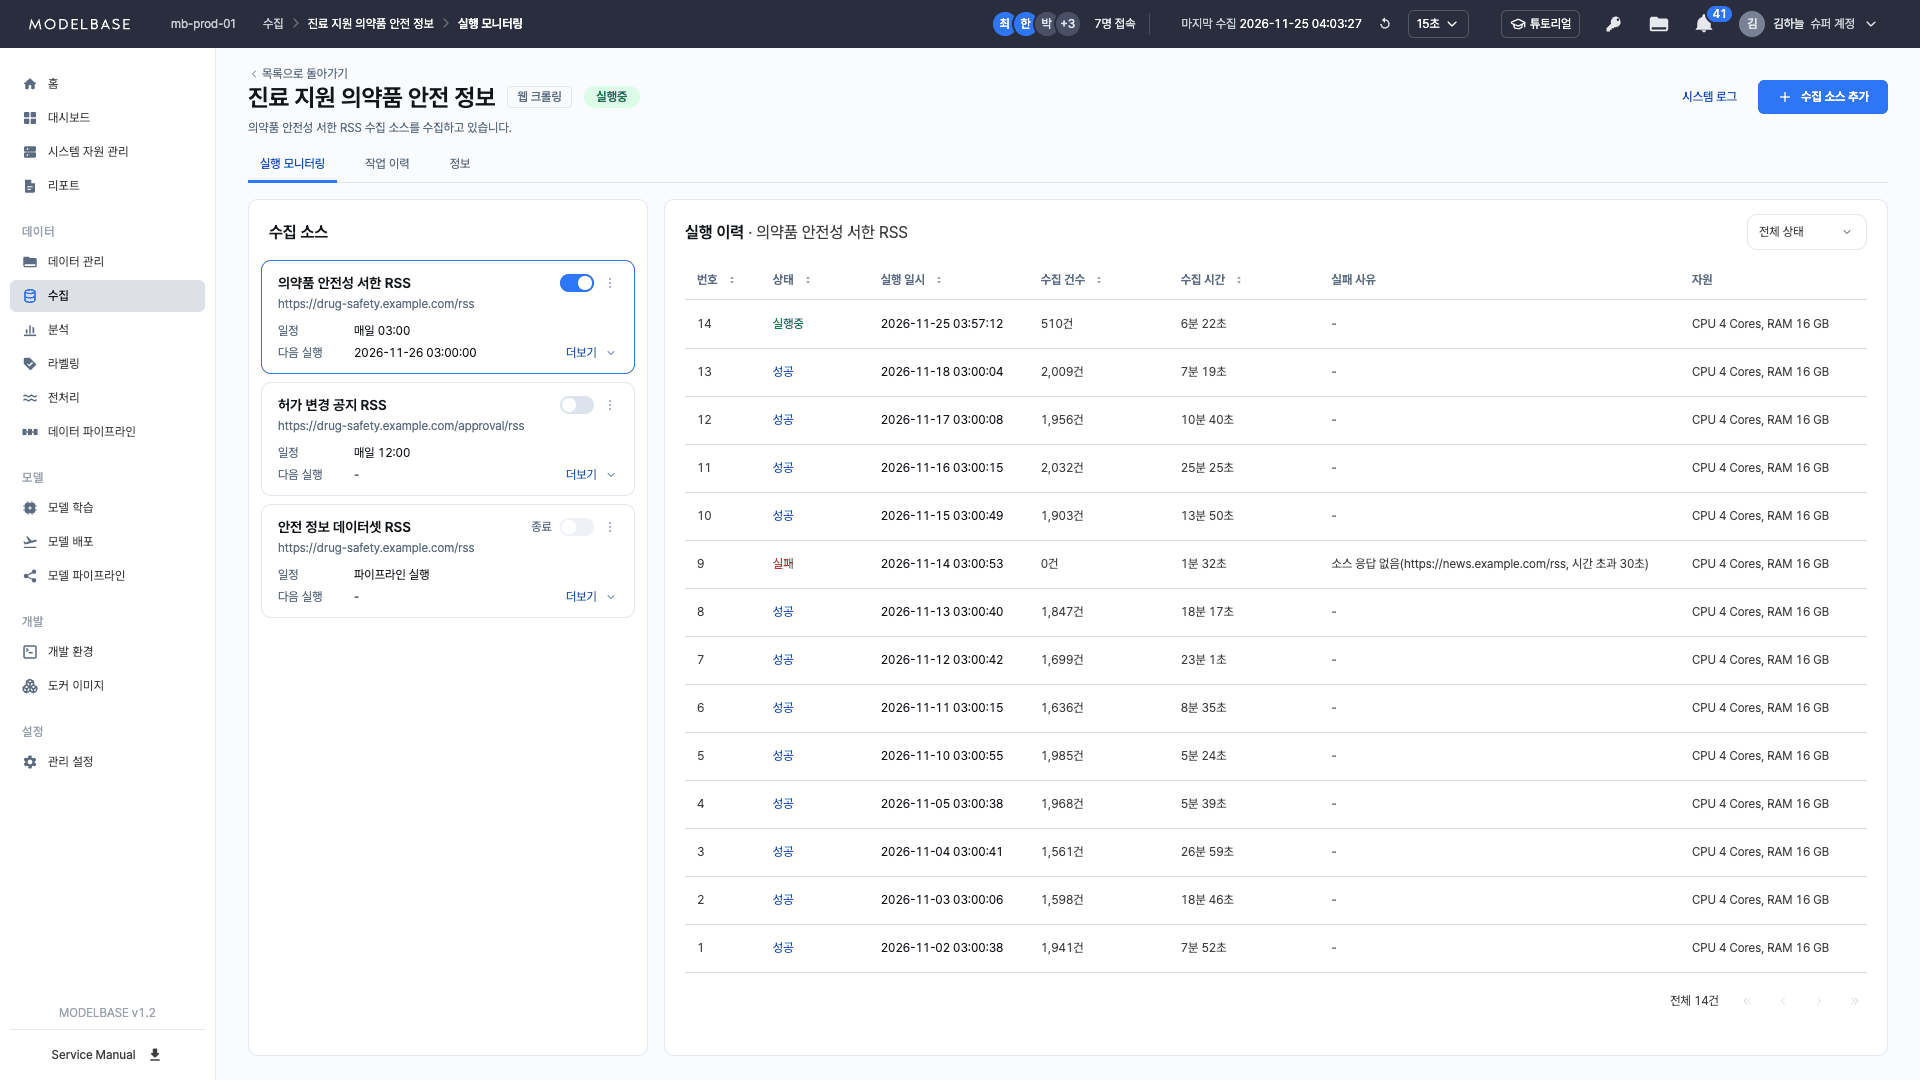 MODELBASE
mb-prod-01
수집 > 진료 지원 의약품 안전 정보 > 실행 모니터링
최 한 박 +3 7명 접속
마지막 수집 2026-11-25 04:03:27
15초
튜토리얼
41
김 김하늘 슈퍼 계정
홈
대시보드
시스템 자원 관리
리포트
데이터
데이터 관리
수집
분석
라벨링
전처리
데이터 파이프라인
모델
모델 학습
모델 배포
모델 파이프라인
개발
개발 환경
도커 이미지
설정
관리 설정
MODELBASE v1.2
Service Manual
목록으로 돌아가기
진료 지원 의약품 안전 정보 웹 크롤링 실행중
의약품 안전성 서한 RSS 수집 소스를 수집하고 있습니다.
시스템 로그
수집 소스 추가
실행 모니터링 작업 이력 정보
수집 소스
의약품 안전성 서한 RSS
https://drug-safety.example.com/rss
일정 매일 03:00
다음 실행 2026-11-26 03:00:00 더보기
허가 변경 공지 RSS
https://drug-safety.example.com/approval/rss
일정 매일 12:00
다음 실행 - 더보기
안전 정보 데이터셋 RSS 종료
https://drug-safety.example.com/rss
일정 파이프라인 실행
다음 실행 - 더보기
실행 이력 · 의약품 안전성 서한 RSS
전체 상태
번호 상태 실행 일시 수집 건수 수집 시간 실패 사유 자원
14 실행중 2026-11-25 03:57:12 510건 6분 22초 - CPU 4 Cores, RAM 16 GB
13 성공 2026-11-18 03:00:04 2,009건 7분 19초 - CPU 4 Cores, RAM 16 GB
12 성공 2026-11-17 03:00:08 1,956건 10분 40초 - CPU 4 Cores, RAM 16 GB
11 성공 2026-11-16 03:00:15 2,032건 25분 25초 - CPU 4 Cores, RAM 16 GB
10 성공 2026-11-15 03:00:49 1,903건 13분 50초 - CPU 4 Cores, RAM 16 GB
9 실패 2026-11-14 03:00:53 0건 1분 32초 소스 응답 없음(https://news.example.com/rss, 시간 초과 30초) CPU 4 Cores, RAM 16 GB
8 성공 2026-11-13 03:00:40 1,847건 18분 17초 - CPU 4 Cores, RAM 16 GB
7 성공 2026-11-12 03:00:42 1,699건 23분 1초 - CPU 4 Cores, RAM 16 GB
6 성공 2026-11-11 03:00:15 1,636건 8분 35초 - CPU 4 Cores, RAM 16 GB
5 성공 2026-11-10 03:00:55 1,985건 5분 24초 - CPU 4 Cores, RAM 16 GB
4 성공 2026-11-05 03:00:38 1,968건 5분 39초 - CPU 4 Cores, RAM 16 GB
3 성공 2026-11-04 03:00:41 1,561건 26분 59초 - CPU 4 Cores, RAM 16 GB
2 성공 2026-11-03 03:00:06 1,598건 18분 46초 - CPU 4 Cores, RAM 16 GB
1 성공 2026-11-02 03:00:38 1,941건 7분 52초 - CPU 4 Cores, RAM 16 GB
전체 14건